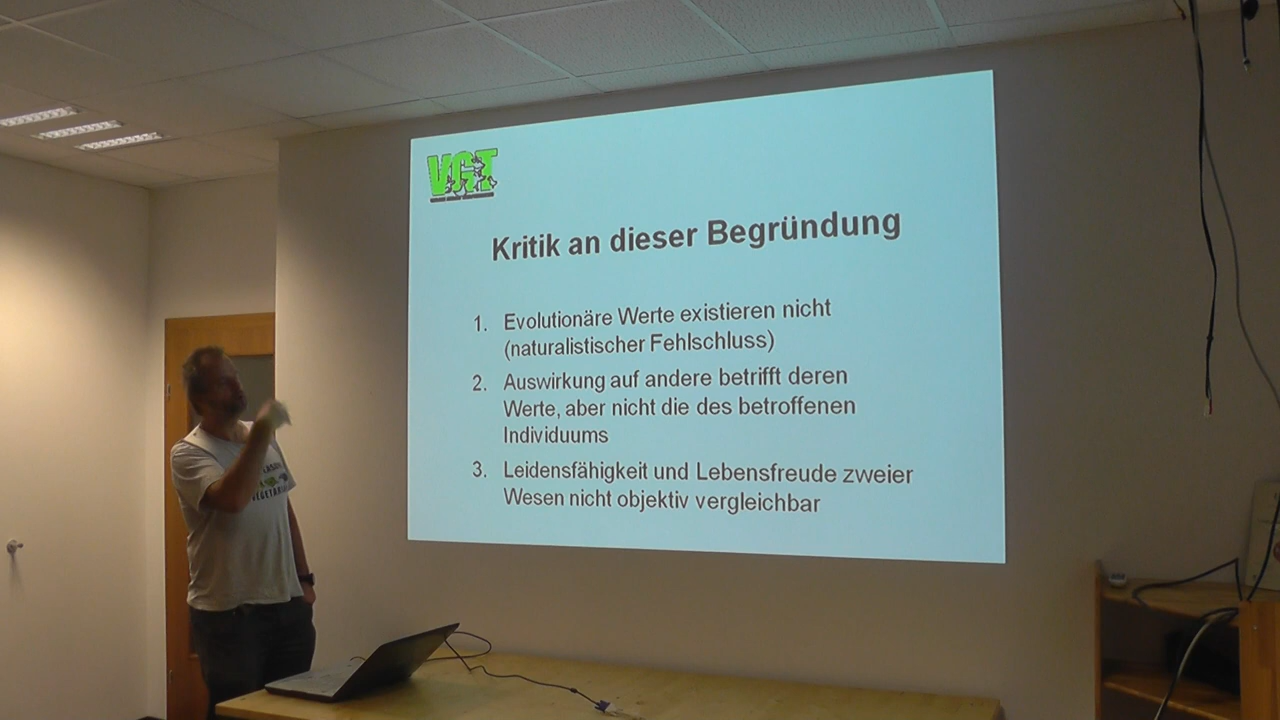 VGT
Kritik an dieser Begründung
1. Evolutionäre Werte existieren nicht
(naturalistischer Fehlschluss)
2. Auswirkung auf andere betrifft deren
Werte, aber nicht die des betroffenen
Individuums
3. Leidensfähigkeit und Lebensfreude zweier
Wesen nicht objektiv vergleichbar